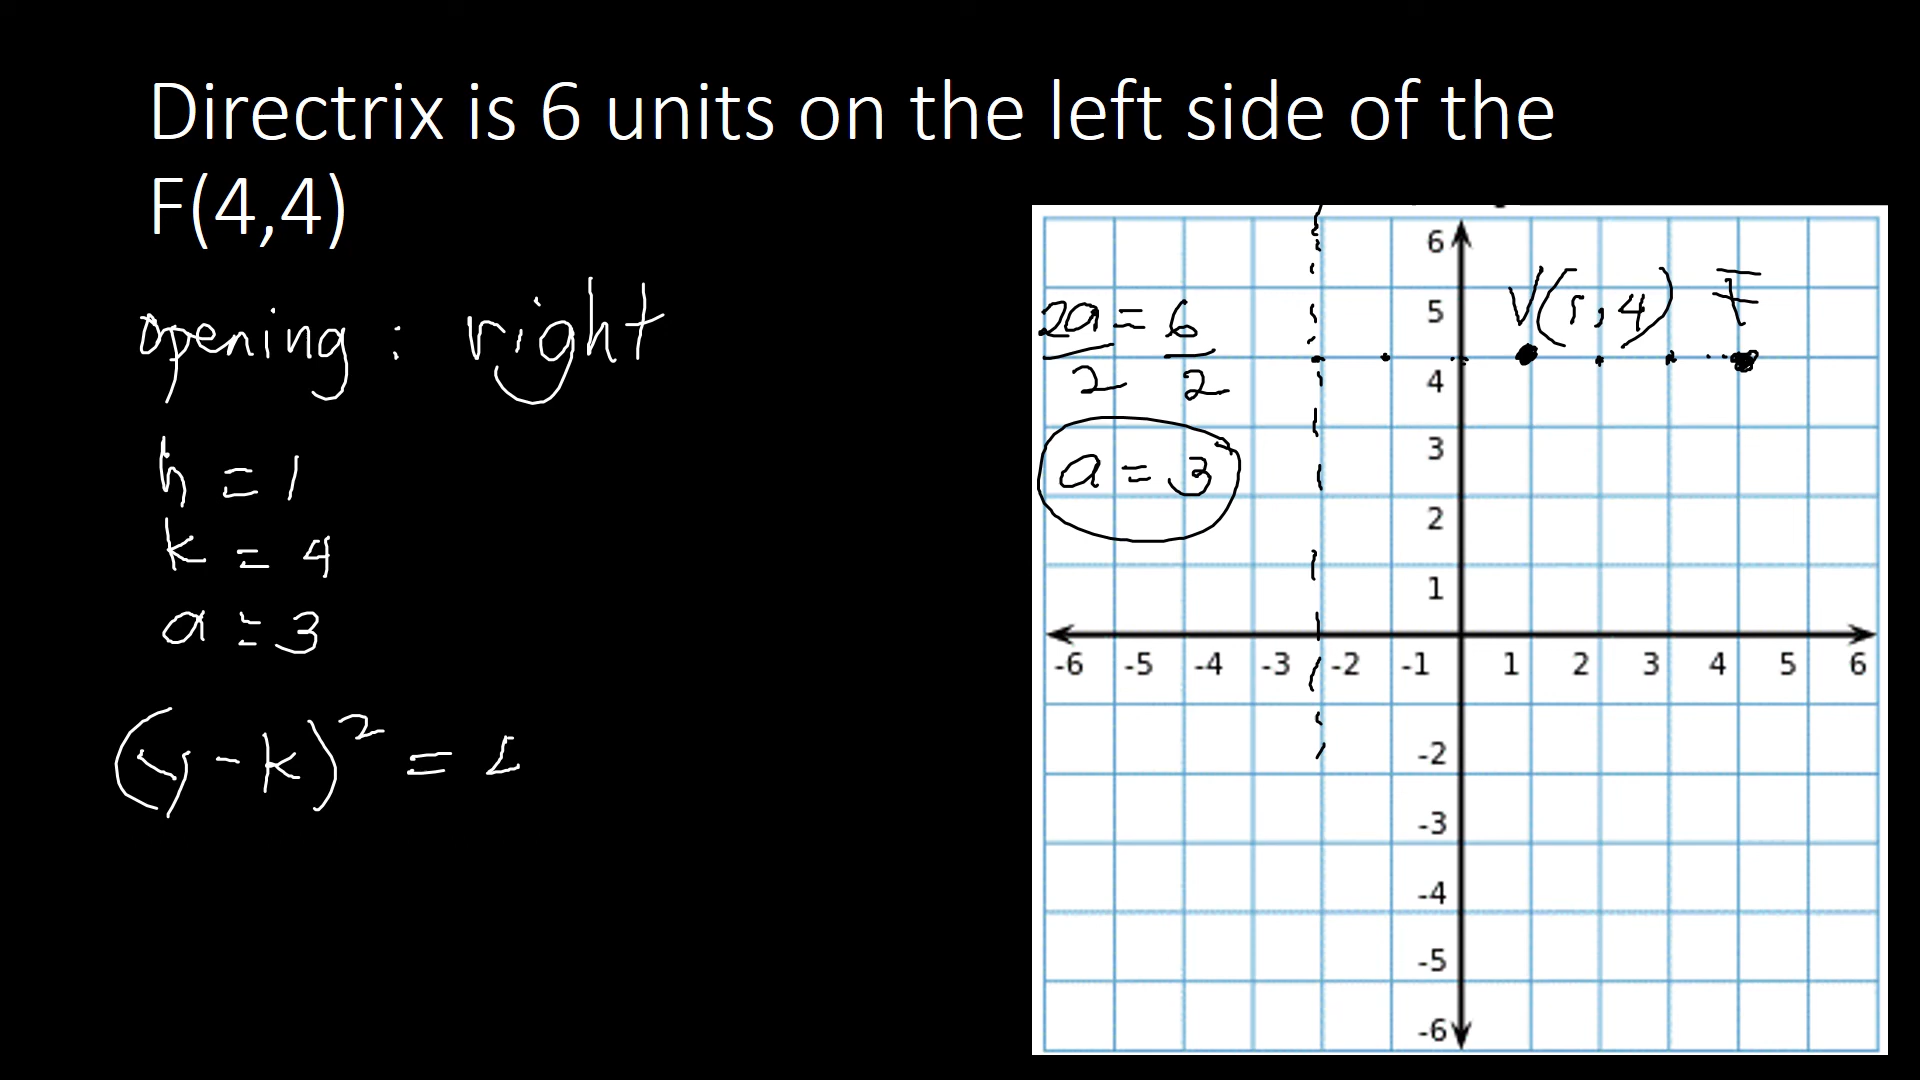 Directrix is 6 units on the left side of the
F(4,4)
opening : right
h = 1
k = 4
a = 3
(y - k)² = 4
2a = 6
2 2
a = 3
V(1,4) F
6
5
4
3
2
1
-6 -5 -4 -3 -2 -1 1 2 3 4 5 6
-2
-3
-4
-5
-6